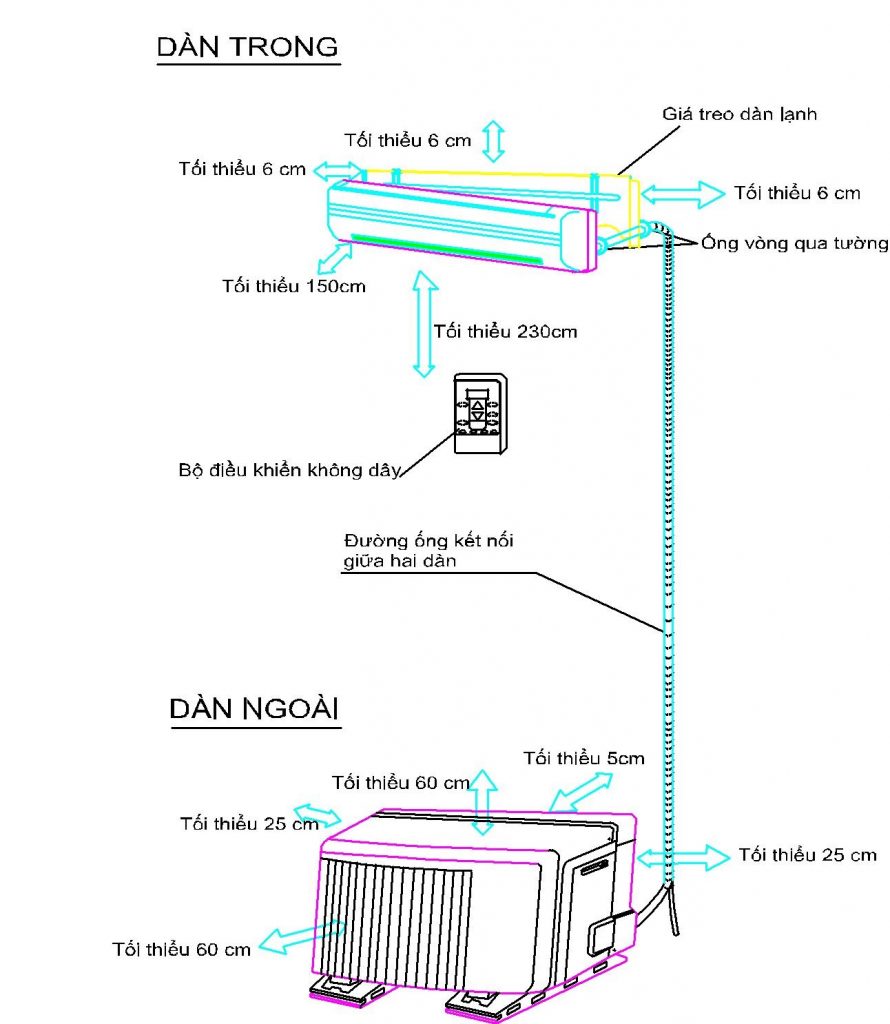 DÀN TRONG
Giá treo dàn lạnh
Tối thiểu 6 cm
Tối thiểu 6 cm
Tối thiểu 6 cm
Ống vòng qua tường
Tối thiểu 150cm
Tối thiểu 230cm
Bộ điều khiển không dây
Đường ống kết nối
giữa hai dàn
DÀN NGOÀI
Tối thiểu 5cm
Tối thiểu 60 cm
Tối thiểu 25 cm
Tối thiểu 25 cm
Tối thiểu 60 cm